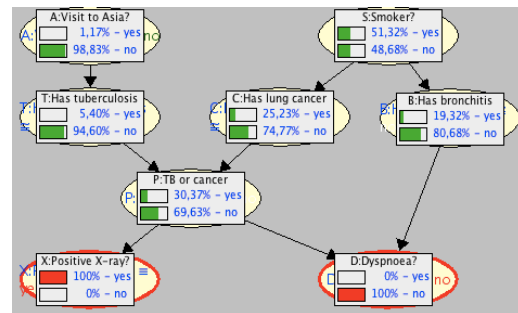 A:Visit to Asia?
1,17% - yes
98,83% - no
S:Smoker?
51,32% - yes
48,68% - no
T:Has tuberculosis
5,40% - yes
94,60% - no
C:Has lung cancer
25,23% - yes
74,77% - no
B:Has bronchitis
19,32% - yes
80,68% - no
P:TB or cancer
30,37% - yes
69,63% - no
X:Positive X-ray?
100% - yes
0% - no
D:Dyspnoea?
0% - yes
100% - no